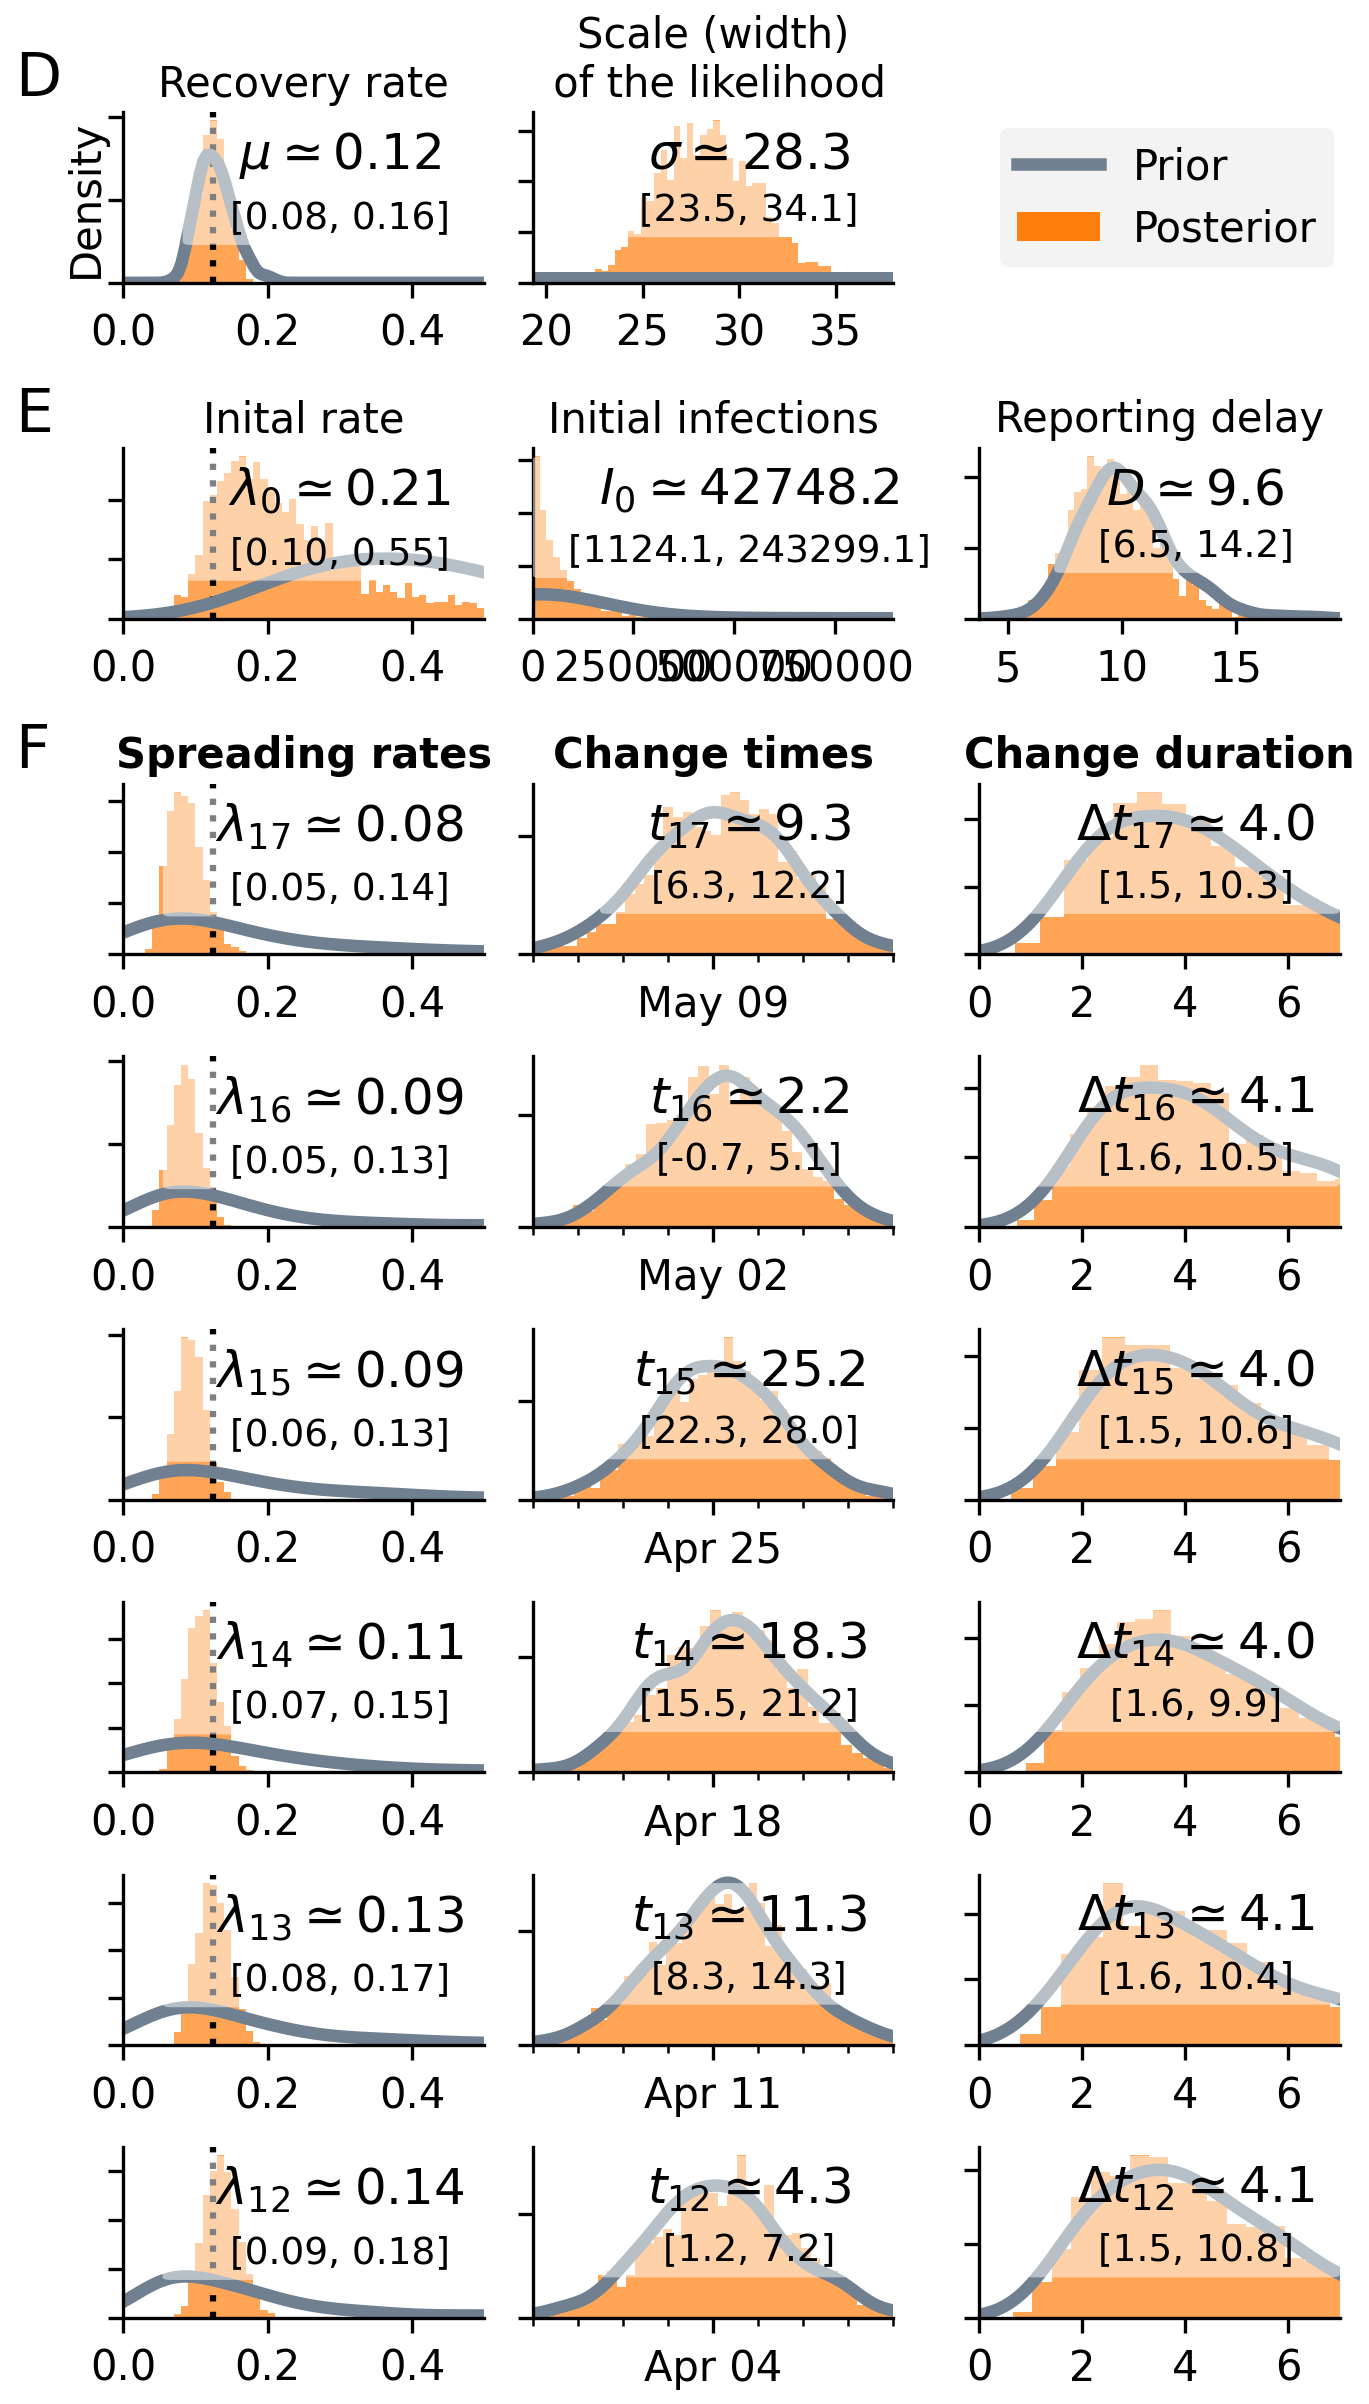 D
Recovery rate
Scale (width)
of the likelihood
Density
μ ≃ 0.12
[0.08, 0.16]
σ ≃ 28.3
[23.5, 34.1]
Prior
Posterior
0.0 0.2 0.4
20 25 30 35
E
Inital rate
Initial infections
Reporting delay
λ0 ≃ 0.21
[0.10, 0.55]
I0 ≃ 42748.2
[1124.1, 243299.1]
D ≃ 9.6
[6.5, 14.2]
0.0 0.2 0.4
0 250000 500000 750000
5 10 15
F
Spreading rates
Change times
Change duration
λ17 ≃ 0.08
[0.05, 0.14]
t17 ≃ 9.3
[6.3, 12.2]
Δt17 ≃ 4.0
[1.5, 10.3]
0.0 0.2 0.4
May 09
0 2 4 6
λ16 ≃ 0.09
[0.05, 0.13]
t16 ≃ 2.2
[-0.7, 5.1]
Δt16 ≃ 4.1
[1.6, 10.5]
0.0 0.2 0.4
May 02
0 2 4 6
λ15 ≃ 0.09
[0.06, 0.13]
t15 ≃ 25.2
[22.3, 28.0]
Δt15 ≃ 4.0
[1.5, 10.6]
0.0 0.2 0.4
Apr 25
0 2 4 6
λ14 ≃ 0.11
[0.07, 0.15]
t14 ≃ 18.3
[15.5, 21.2]
Δt14 ≃ 4.0
[1.6, 9.9]
0.0 0.2 0.4
Apr 18
0 2 4 6
λ13 ≃ 0.13
[0.08, 0.17]
t13 ≃ 11.3
[8.3, 14.3]
Δt13 ≃ 4.1
[1.6, 10.4]
0.0 0.2 0.4
Apr 11
0 2 4 6
λ12 ≃ 0.14
[0.09, 0.18]
t12 ≃ 4.3
[1.2, 7.2]
Δt12 ≃ 4.1
[1.5, 10.8]
0.0 0.2 0.4
Apr 04
0 2 4 6